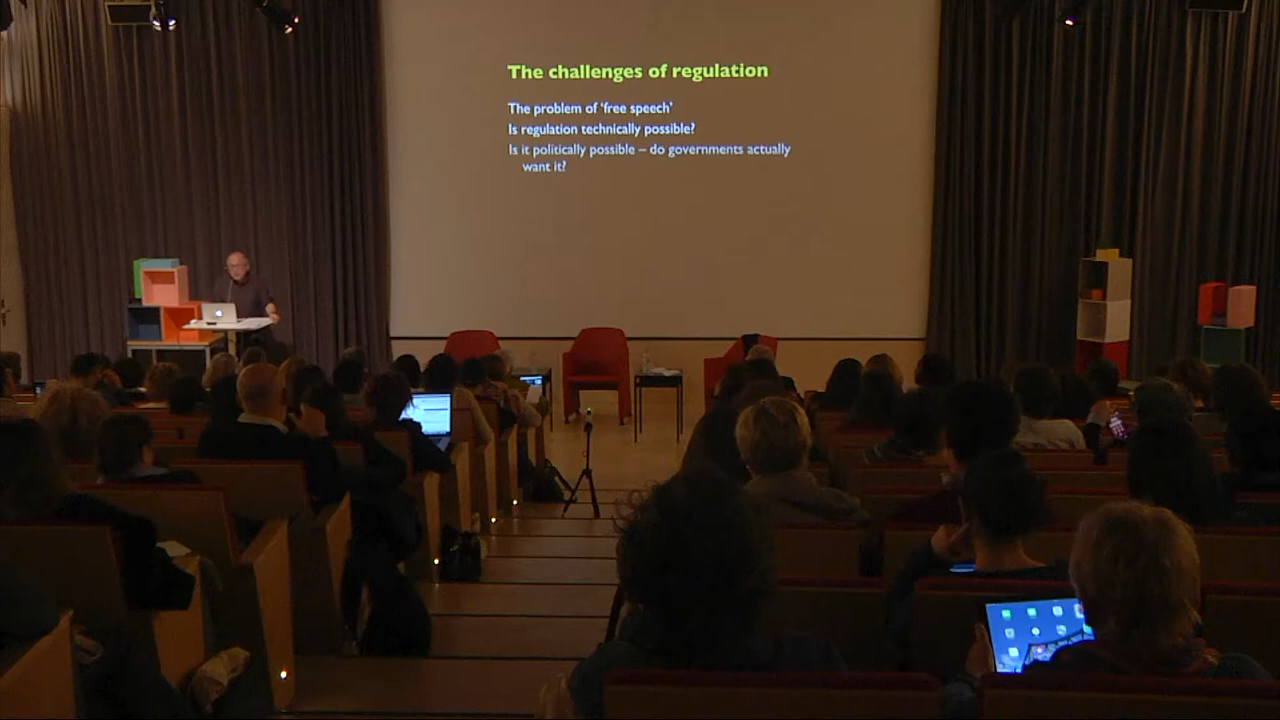 The challenges of regulation
The problem of 'free speech'
Is regulation technically possible?
Is it politically possible – do governments actually
want it?